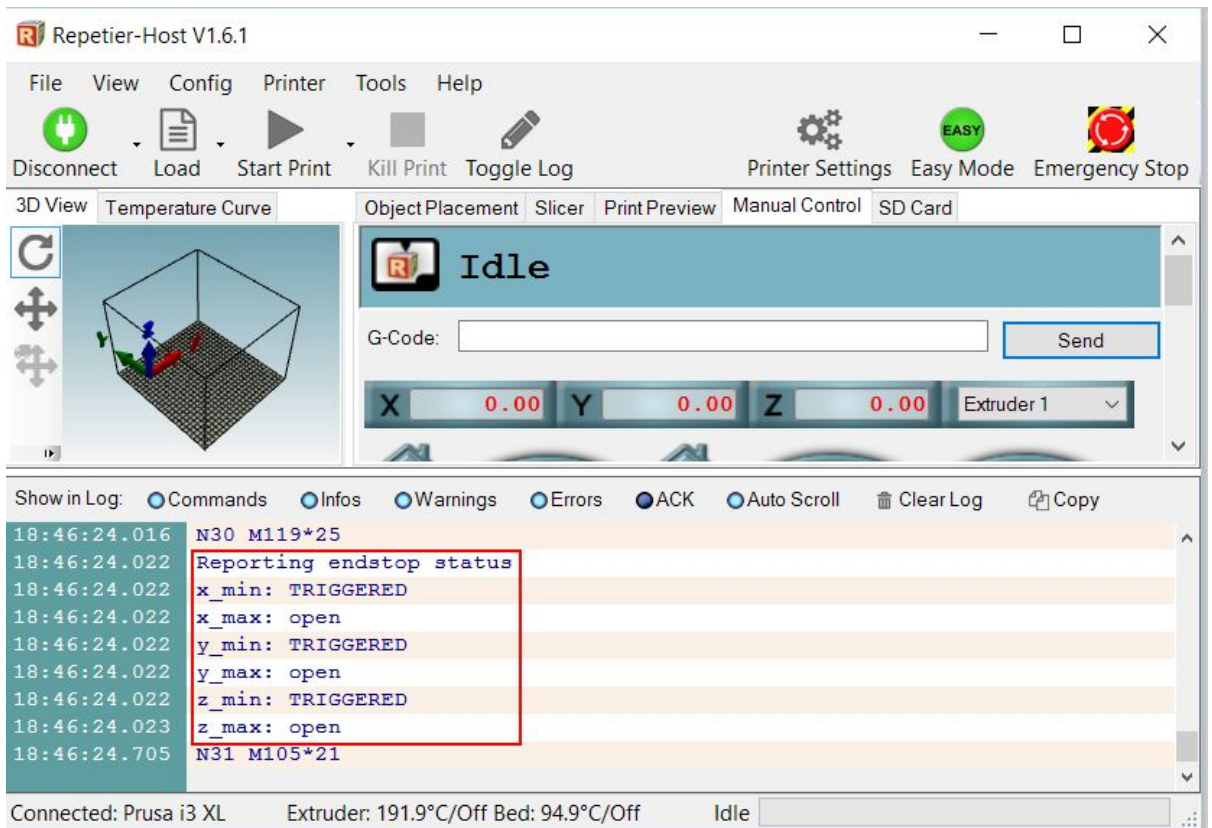 Repetier-Host V1.6.1
File View Config Printer Tools Help
Disconnect Load Start Print Kill Print Toggle Log Printer Settings EASY Easy Mode Emergency Stop
3D View Temperature Curve Object Placement Slicer Print Preview Manual Control SD Card
R Idle
G-Code: Send
X 0.00 Y 0.00 Z 0.00 Extruder 1
Show in Log: Commands Infos Warnings Errors ACK Auto Scroll Clear Log Copy
18:46:24.016 N30 M119*25
18:46:24.022 Reporting endstop status
18:46:24.022 x_min: TRIGGERED
18:46:24.022 x_max: open
18:46:24.022 y_min: TRIGGERED
18:46:24.022 y_max: open
18:46:24.022 z_min: TRIGGERED
18:46:24.023 z_max: open
18:46:24.705 N31 M105*21
Connected: Prusa i3 XL Extruder: 191.9°C/Off Bed: 94.9°C/Off Idle